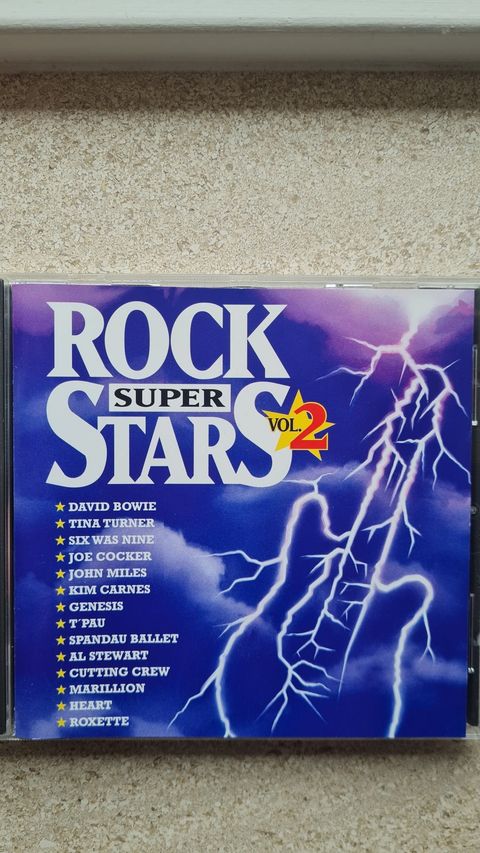 ROCK
SUPER
STARS
VOL. 2
DAVID BOWIE
TINA TURNER
SIX WAS NINE
JOE COCKER
JOHN MILES
KIM CARNES
GENESIS
T´PAU
SPANDAU BALLET
AL STEWART
CUTTING CREW
MARILLION
HEART
ROXETTE